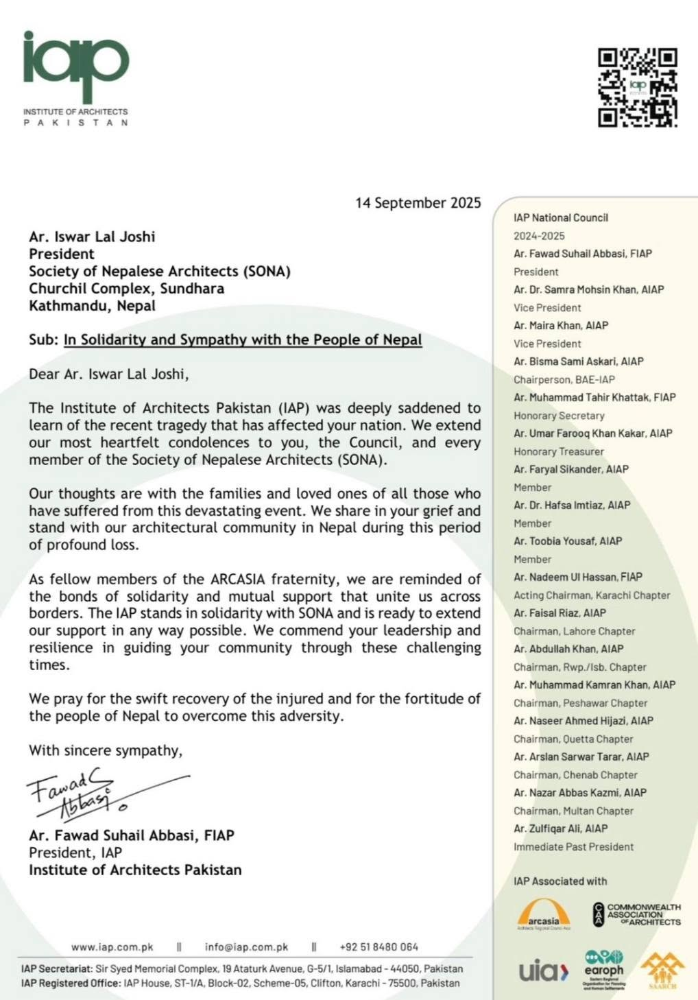 iap
INSTITUTE OF ARCHITECTS
PAKISTAN
iap
14 September 2025
Ar. Iswar Lal Joshi
President
Society of Nepalese Architects (SONA)
Churchil Complex, Sundhara
Kathmandu, Nepal
Sub: In Solidarity and Sympathy with the People of Nepal
Dear Ar. Iswar Lal Joshi,
The Institute of Architects Pakistan (IAP) was deeply saddened to
learn of the recent tragedy that has affected your nation. We extend
our most heartfelt condolences to you, the Council, and every
member of the Society of Nepalese Architects (SONA).
Our thoughts are with the families and loved ones of all those who
have suffered from this devastating event. We share in your grief and
stand with our architectural community in Nepal during this period
of profound loss.
As fellow members of the ARCASIA fraternity, we are reminded of
the bonds of solidarity and mutual support that unite us across
borders. The IAP stands in solidarity with SONA and is ready to extend
our support in any way possible. We commend your leadership and
resilience in guiding your community through these challenging
times.
We pray for the swift recovery of the injured and for the fortitude of
the people of Nepal to overcome this adversity.
With sincere sympathy,
Fawad S
Abbasi
Ar. Fawad Suhail Abbasi, FIAP
President, IAP
Institute of Architects Pakistan
IAP National Council
2024-2025
Ar. Fawad Suhail Abbasi, FIAP
President
Ar. Dr. Samra Mohsin Khan, AIAP
Vice President
Ar. Maira Khan, AIAP
Vice President
Ar. Bisma Sami Askari, AIAP
Chairperson, BAE-IAP
Ar. Muhammad Tahir Khattak, FIAP
Honorary Secretary
Ar. Umar Farooq Khan Kakar, AIAP
Honorary Treasurer
Ar. Faryal Sikander, AIAP
Member
Ar. Dr. Hafsa Imtiaz, AIAP
Member
Ar. Toobia Yousaf, AIAP
Member
Ar. Nadeem Ul Hassan, FIAP
Acting Chairman, Karachi Chapter
Ar. Faisal Riaz, AIAP
Chairman, Lahore Chapter
Ar. Abdullah Khan, AIAP
Chairman, Rwp./Isb. Chapter
Ar. Muhammad Kamran Khan, AIAP
Chairman, Peshawar Chapter
Ar. Naseer Ahmed Hijazi, AIAP
Chairman, Quetta Chapter
Ar. Arslan Sarwar Tarar, AIAP
Chairman, Chenab Chapter
Ar. Nazar Abbas Kazmi, AIAP
Chairman, Multan Chapter
Ar. Zulfiqar Ali, AIAP
Immediate Past President
IAP Associated with
arcasia
Architects Regional Council Asia
CAA
COMMONWEALTH
ASSOCIATION
OF ARCHITECTS
uia
earoph
Eastern Regional
Organisation for Planning
and Human Settlements
SAARCH
www.iap.com.pk || info@iap.com.pk || +92 51 8480 064
IAP Secretariat: Sir Syed Memorial Complex, 19 Ataturk Avenue, G-5/1, Islamabad - 44050, Pakistan
IAP Registered Office: IAP House, ST-1/A, Block-02, Scheme-05, Clifton, Karachi - 75500, Pakistan